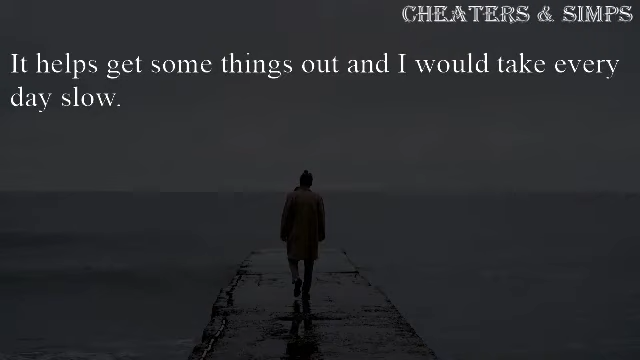 CHEATERS & SIMPS
It helps get some things out and I would take every
day slow.